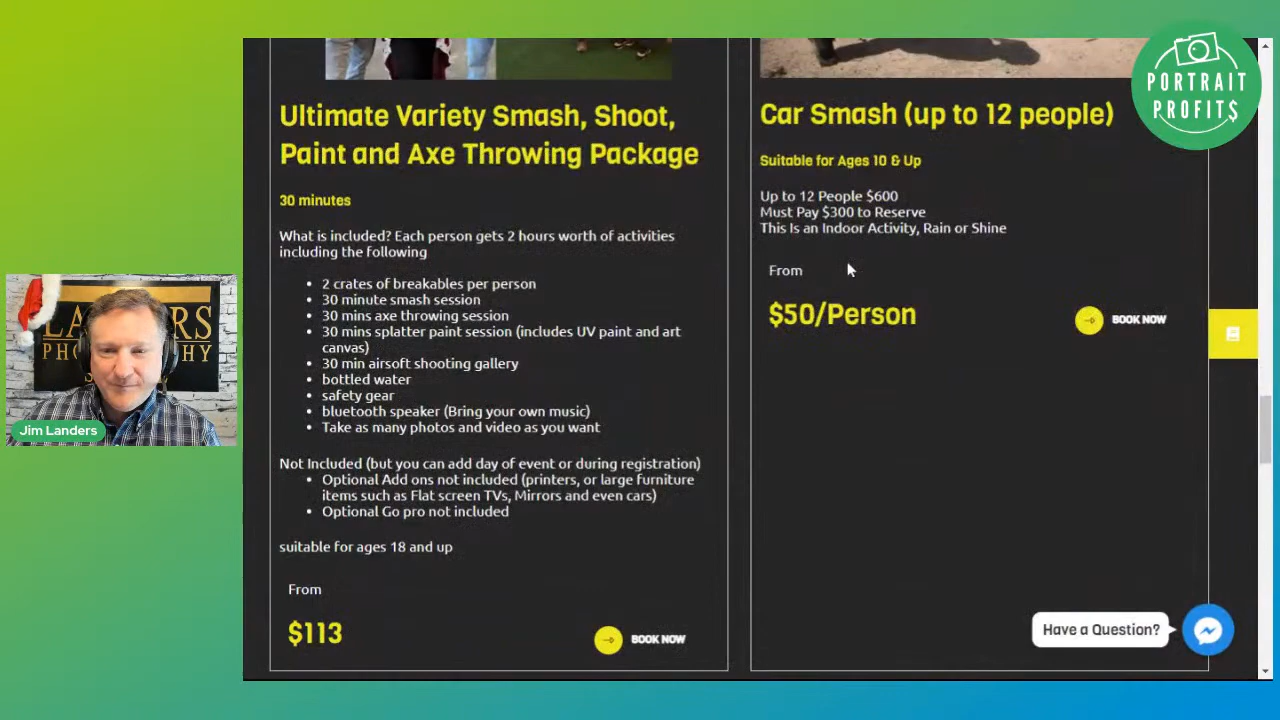 PORTRAIT
PROFIT$
Ultimate Variety Smash, Shoot,
Paint and Axe Throwing Package
30 minutes
What is included? Each person gets 2 hours worth of activities
including the following
• 2 crates of breakables per person
• 30 minute smash session
• 30 mins axe throwing session
• 30 mins splatter paint session (includes UV paint and art
canvas)
• 30 min airsoft shooting gallery
• bottled water
• safety gear
• bluetooth speaker (Bring your own music)
• Take as many photos and video as you want
Not Included (but you can add day of event or during registration)
• Optional Add ons not included (printers, or large furniture
items such as Flat screen TVs, Mirrors and even cars)
• Optional Go pro not included
suitable for ages 18 and up
From
$113
BOOK NOW
Car Smash (up to 12 people)
Suitable for Ages 10 & Up
Up to 12 People $600
Must Pay $300 to Reserve
This Is an Indoor Activity, Rain or Shine
From
$50/Person
BOOK NOW
Have a Question?
Jim Landers